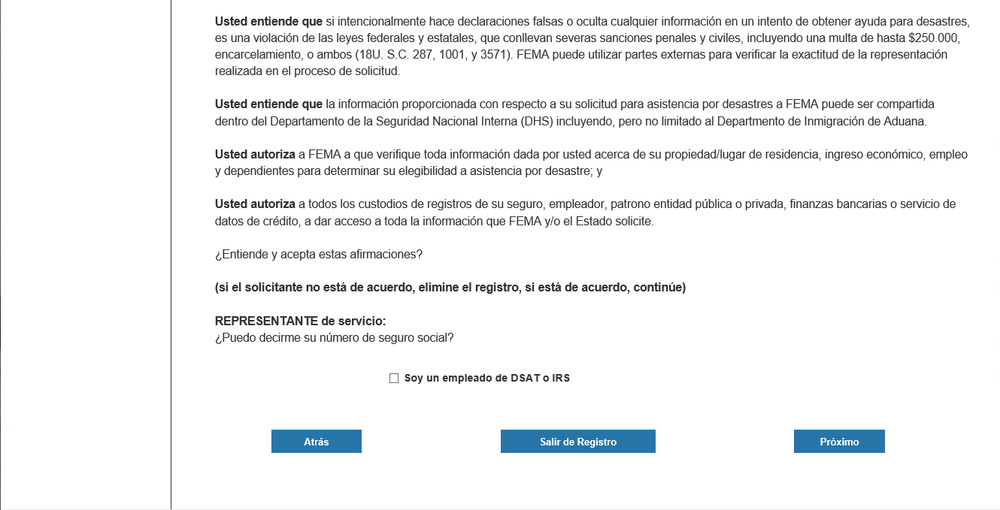 Usted entiende que si intencionalmente hace declaraciones falsas o oculta cualquier información en un intento de obtener ayuda para desastres,
es una violación de las leyes federales y estatales, que conllevan severas sanciones penales y civiles, incluyendo una multa de hasta $250.000,
encarcelamiento, o ambos (18U. S.C. 287, 1001, y 3571). FEMA puede utilizar partes externas para verificar la exactitud de la representación
realizada en el proceso de solicitud.
Usted entiende que la información proporcionada con respecto a su solicitud para asistencia por desastres a FEMA puede ser compartida
dentro del Departamento de la Seguridad Nacional Interna (DHS) incluyendo, pero no limitado al Departmento de Inmigración de Aduana.
Usted autoriza a FEMA a que verifique toda información dada por usted acerca de su propiedad/lugar de residencia, ingreso económico, empleo
y dependientes para determinar su elegibilidad a asistencia por desastre; y
Usted autoriza a todos los custodios de registros de su seguro, empleador, patrono entidad pública o privada, finanzas bancarias o servicio de
datos de crédito, a dar acceso a toda la información que FEMA y/o el Estado solicite.
¿Entiende y acepta estas afirmaciones?
(si el solicitante no está de acuerdo, elimine el registro, si está de acuerdo, continúe)
REPRESENTANTE de servicio:
¿Puedo decirme su número de seguro social?
Soy un empleado de DSAT o IRS
Atrás
Salir de Registro
Próximo